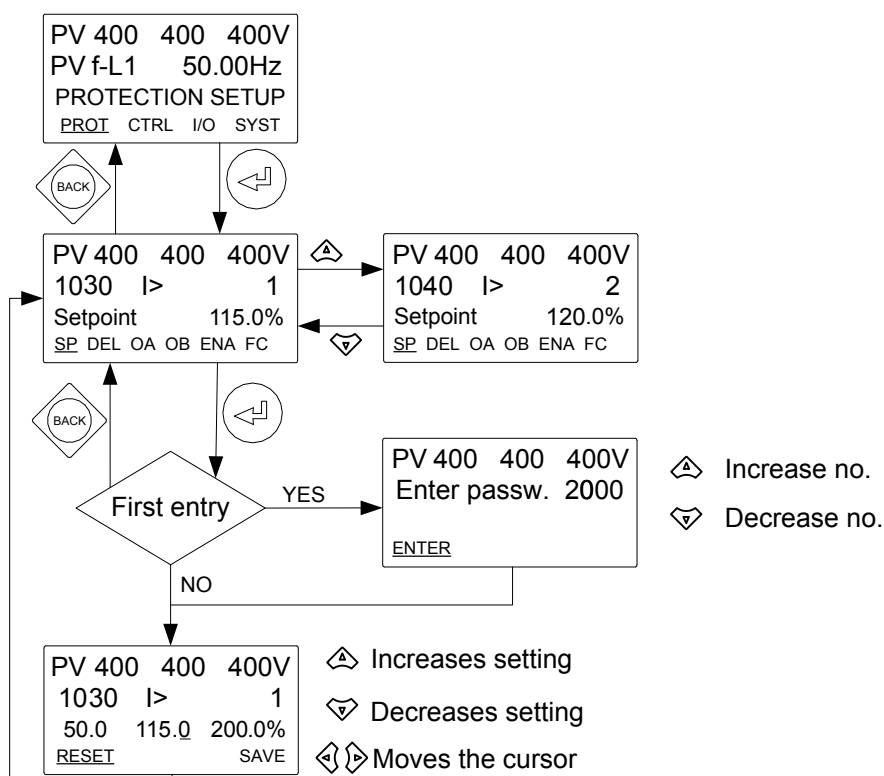 PV 400 400 400V
PV f-L1 50.00Hz
PROTECTION SETUP
PROT CTRL I/O SYST
BACK
PV 400 400 400V
1030 I> 1
Setpoint 115.0%
SP DEL OA OB ENA FC
PV 400 400 400V
1040 I> 2
Setpoint 120.0%
SP DEL OA OB ENA FC
BACK
First entry
YES
NO
PV 400 400 400V
Enter passw. 2000
ENTER
Increase no.
Decrease no.
PV 400 400 400V
1030 I> 1
50.0 115.0 200.0%
RESET SAVE
Increases setting
Decreases setting
Moves the cursor